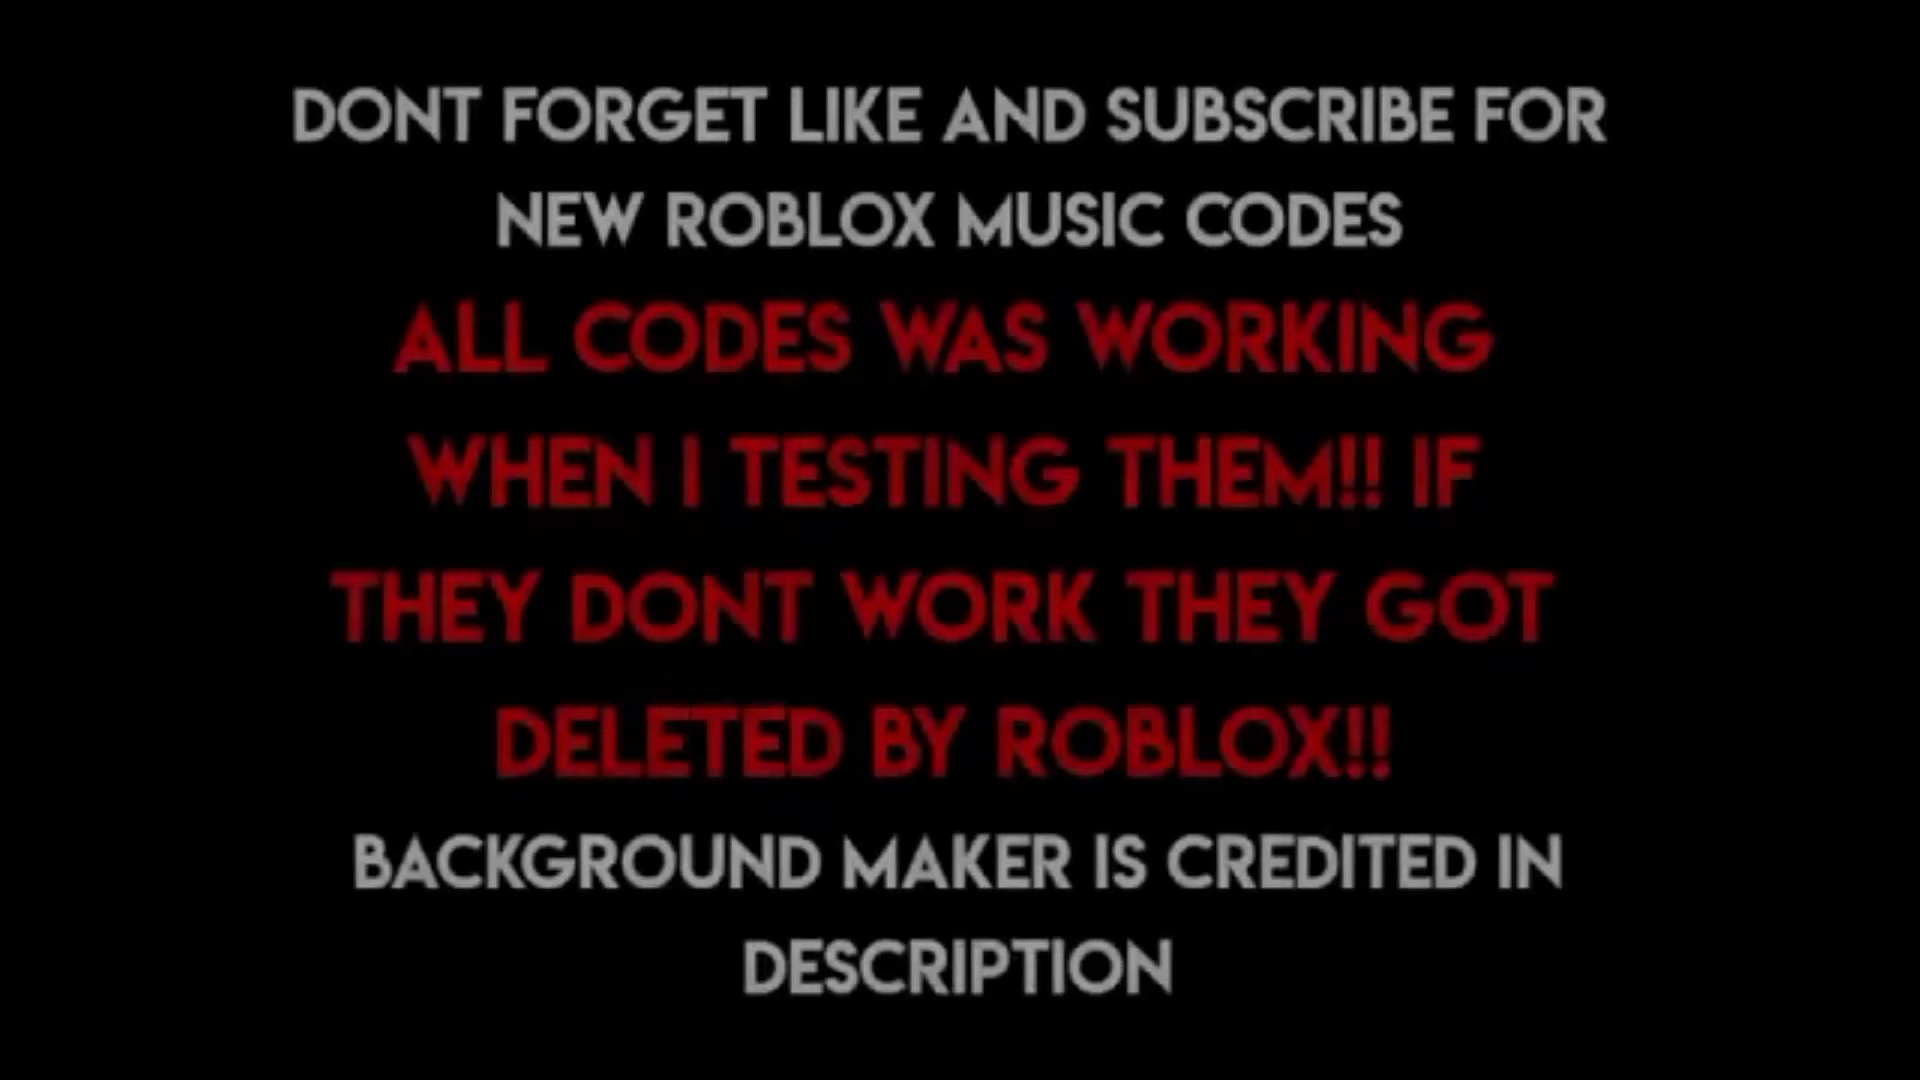 DONT FORGET LIKE AND SUBSCRIBE FOR
NEW ROBLOX MUSIC CODES
ALL CODES WAS WORKING
WHEN I TESTING THEM!! IF
THEY DONT WORK THEY GOT
DELETED BY ROBLOX!!
BACKGROUND MAKER IS CREDITED IN
DESCRIPTION